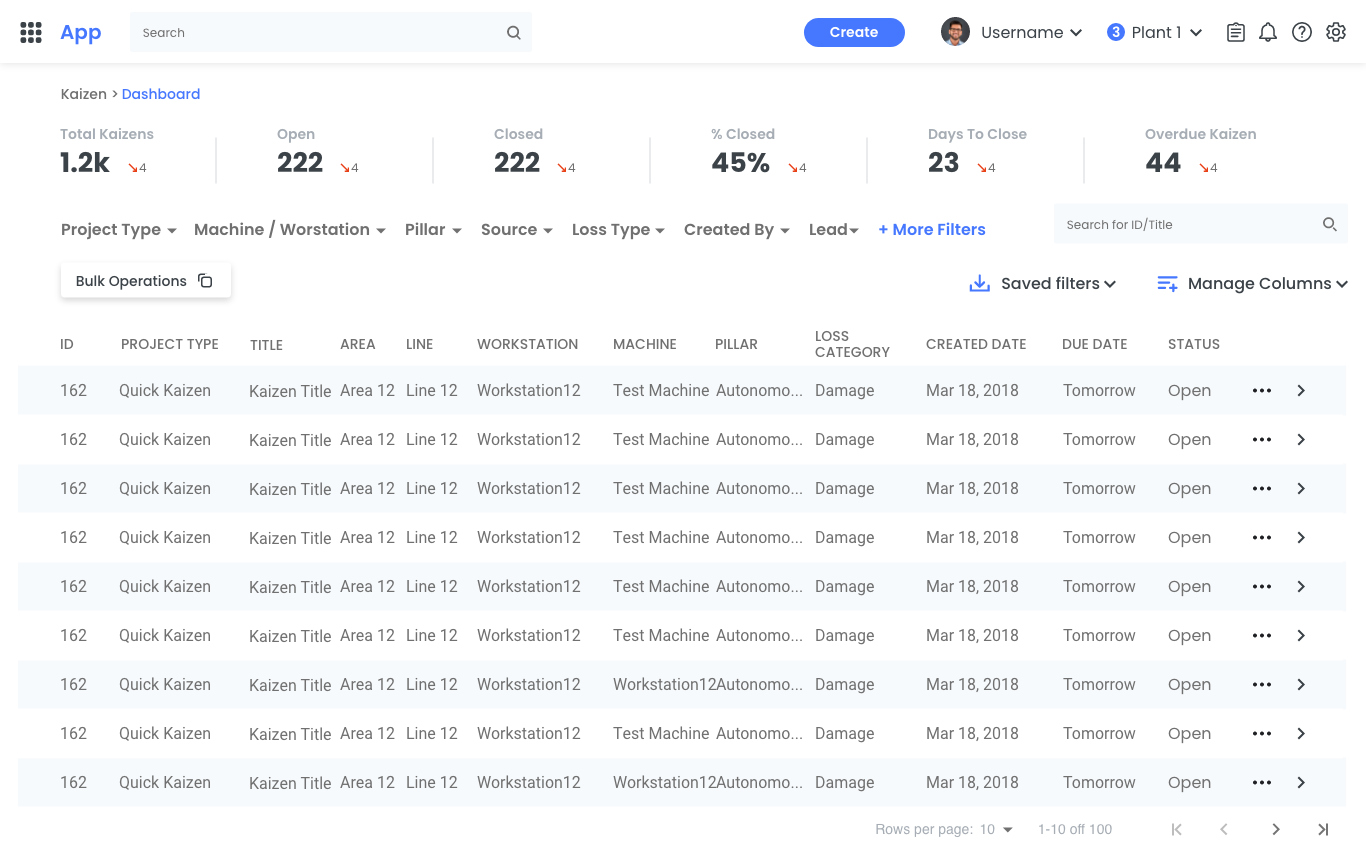 App
Search
Create
Username
3
Plant 1
Kaizen > Dashboard
Total Kaizens
Open
Closed
% Closed
Days To Close
Overdue Kaizen
1.2k 4
222 4
222 4
45% 4
23 4
44 4
Project Type
Machine / Worstation
Pillar
Source
Loss Type
Created By
Lead
+ More Filters
Search for ID/Title
Bulk Operations
Saved filters
Manage Columns
ID PROJECT TYPE TITLE AREA LINE WORKSTATION MACHINE PILLAR LOSS CATEGORY CREATED DATE DUE DATE STATUS
162 Quick Kaizen Kaizen Title Area 12 Line 12 Workstation12 Test Machine Autonomo... Damage Mar 18, 2018 Tomorrow Open
162 Quick Kaizen Kaizen Title Area 12 Line 12 Workstation12 Test Machine Autonomo... Damage Mar 18, 2018 Tomorrow Open
162 Quick Kaizen Kaizen Title Area 12 Line 12 Workstation12 Test Machine Autonomo... Damage Mar 18, 2018 Tomorrow Open
162 Quick Kaizen Kaizen Title Area 12 Line 12 Workstation12 Test Machine Autonomo... Damage Mar 18, 2018 Tomorrow Open
162 Quick Kaizen Kaizen Title Area 12 Line 12 Workstation12 Test Machine Autonomo... Damage Mar 18, 2018 Tomorrow Open
162 Quick Kaizen Kaizen Title Area 12 Line 12 Workstation12 Test Machine Autonomo... Damage Mar 18, 2018 Tomorrow Open
162 Quick Kaizen Kaizen Title Area 12 Line 12 Workstation12 Workstation12 Autonomo... Damage Mar 18, 2018 Tomorrow Open
162 Quick Kaizen Kaizen Title Area 12 Line 12 Workstation12 Test Machine Autonomo... Damage Mar 18, 2018 Tomorrow Open
162 Quick Kaizen Kaizen Title Area 12 Line 12 Workstation12 Workstation12 Autonomo... Damage Mar 18, 2018 Tomorrow Open
Rows per page: 10 1-10 off 100